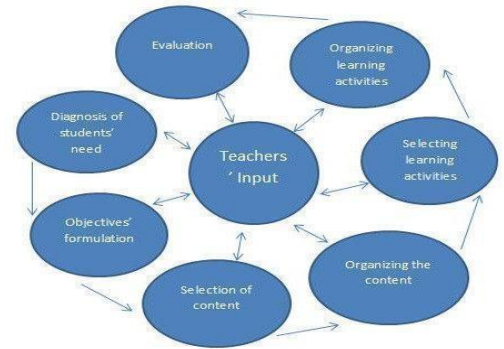 Evaluation
Organizing
learning
activities
Diagnosis of
students'
need
Teachers
' Input
Selecting
learning
activities
Objectives'
formulation
Selection of
content
Organizing the
content